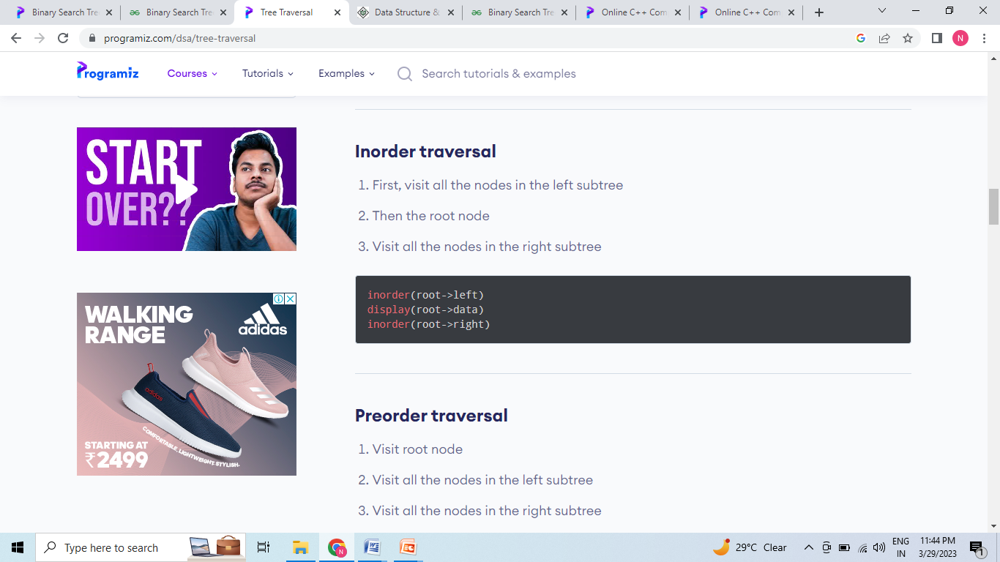 Binary Search Tre
Binary Search Tre
Tree Traversal
Data Structure &
Binary Search Tre
Online C++ Com
Online C++ Com
programiz.com/dsa/tree-traversal
N
Programiz
Courses
Tutorials
Examples
Search tutorials & examples
START
OVER??
Inorder traversal
1. First, visit all the nodes in the left subtree
2. Then the root node
3. Visit all the nodes in the right subtree
inorder(root->left)
display(root->data)
inorder(root->right)
WALKING
RANGE
adidas
adidas
COMFORTABLE, LIGHTWEIGHT. STYLISH.
STARTING AT
₹2499
Preorder traversal
1. Visit root node
2. Visit all the nodes in the left subtree
3. Visit all the nodes in the right subtree
Type here to search
N
29°C Clear
ENG
IN
11:44 PM
3/29/2023
1